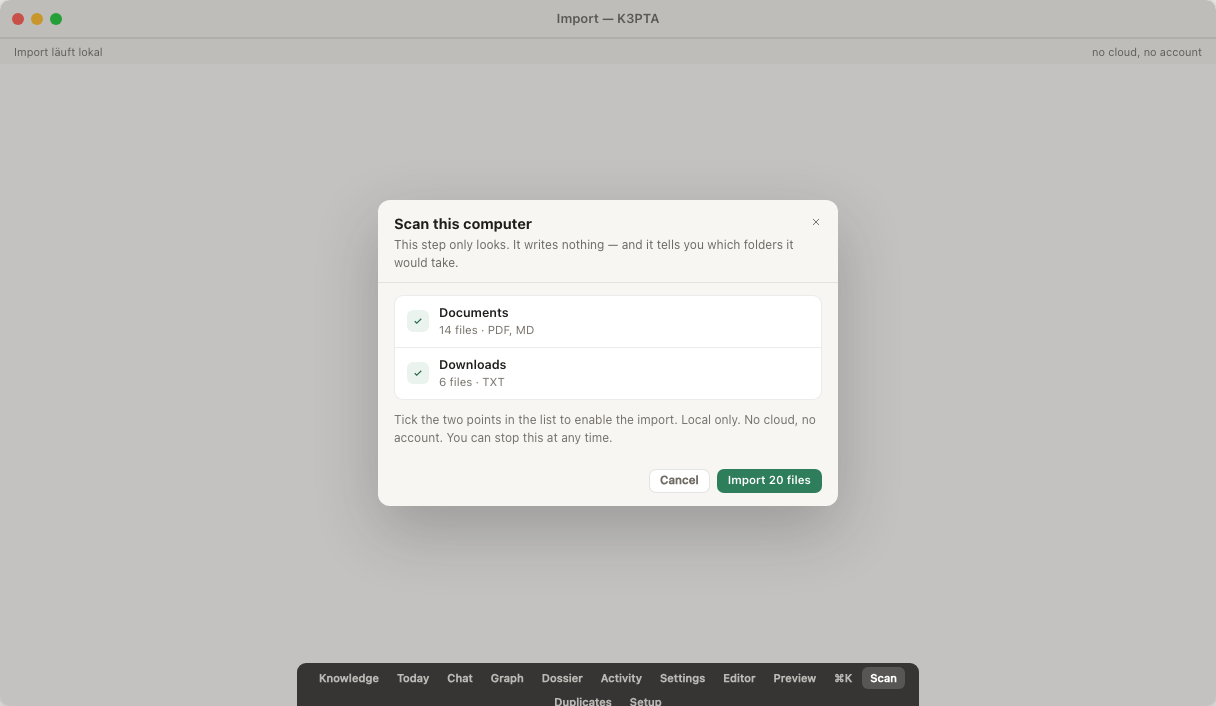 Import — K3PTA
Import läuft lokal
no cloud, no account
Scan this computer
This step only looks. It writes nothing — and it tells you which folders it
would take.
Documents
14 files · PDF, MD
Downloads
6 files · TXT
Tick the two points in the list to enable the import. Local only. No cloud, no
account. You can stop this at any time.
Cancel
Import 20 files
Knowledge Today Chat Graph Dossier Activity Settings Editor Preview ⌘K Scan
Duplicates Setup